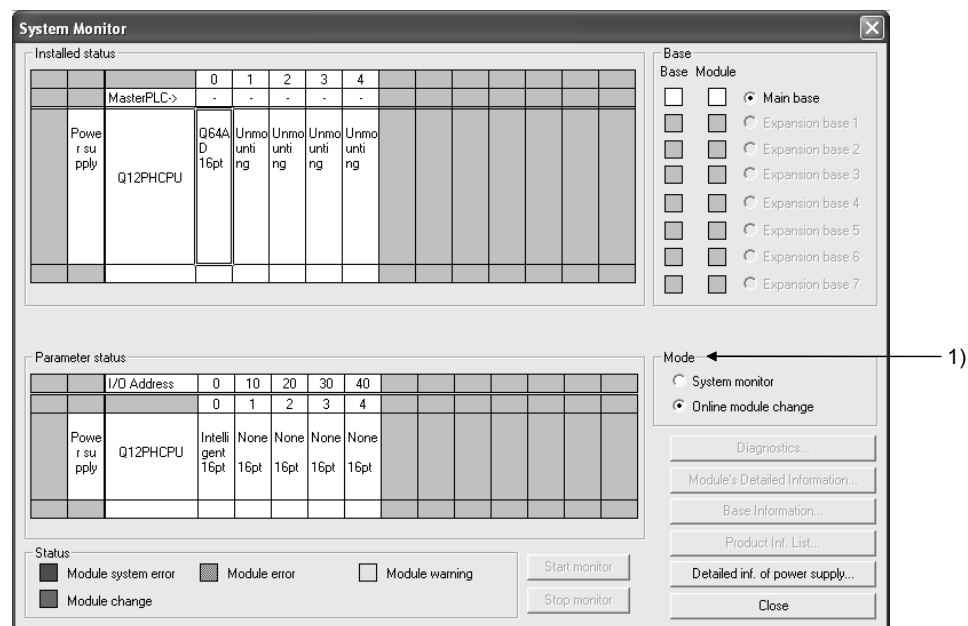 System Monitor
Installed status
0 1 2 3 4
MasterPLC-> - - - - -
Powe
r su
pply
Q12PHCPU
Q64A
D
16pt
Unmo
unti
ng
Unmo
unti
ng
Unmo
unti
ng
Unmo
unti
ng
Base
Base Module
Main base
Expansion base 1
Expansion base 2
Expansion base 3
Expansion base 4
Expansion base 5
Expansion base 6
Expansion base 7
Parameter status
I/O Address 0 10 20 30 40
0 1 2 3 4
Powe
r su
pply
Q12PHCPU
Intelli
gent
16pt
None
16pt
None
16pt
None
16pt
None
16pt
Mode
1)
System monitor
Online module change
Diagnostics...
Module's Detailed Information...
Base Information...
Product Inf. List...
Detailed inf. of power supply...
Close
Status
Module system error
Module error
Module warning
Module change
Start monitor
Stop monitor